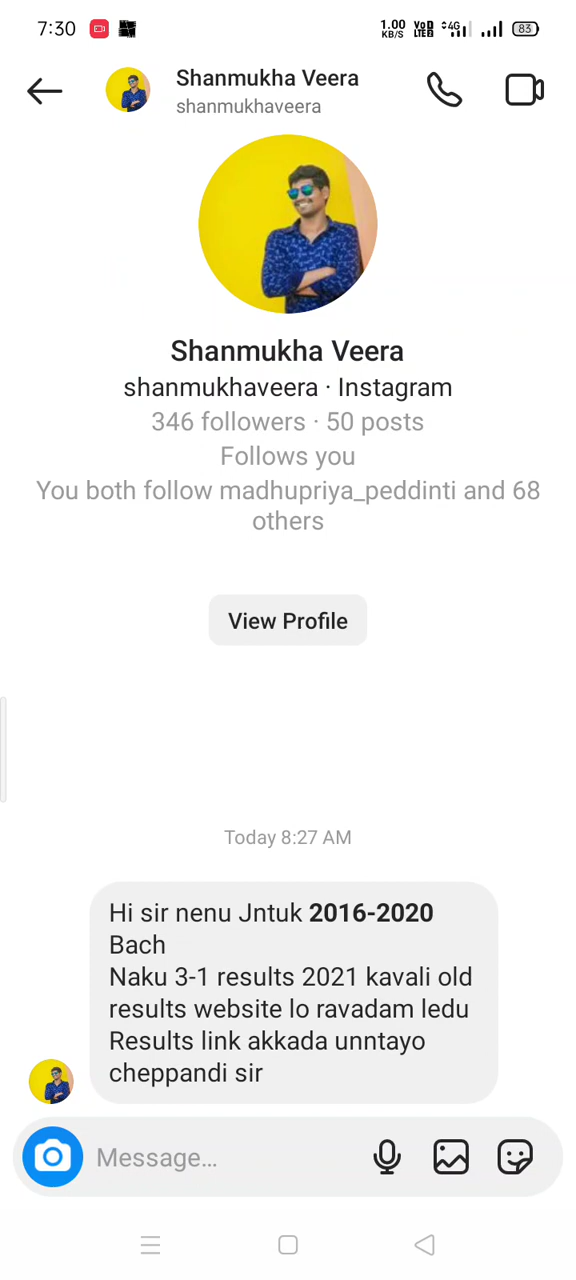 7:30
1.00 KB/S VoD LTE2 4G 83
Shanmukha Veera
shanmukhaveera
Shanmukha Veera
shanmukhaveera · Instagram
346 followers · 50 posts
Follows you
You both follow madhupriya_peddinti and 68
others
View Profile
Today 8:27 AM
Hi sir nenu Jntuk 2016-2020
Bach
Naku 3-1 results 2021 kavali old
results website lo ravadam ledu
Results link akkada unntayo
cheppandi sir
Message...